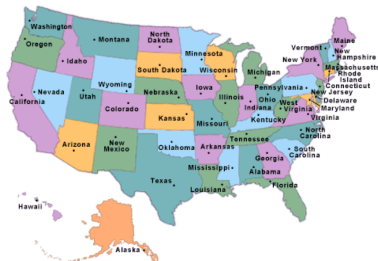 Washington
Oregon
Idaho
Montana
North
Dakota
South Dakota
Minnesota
Wisconsin
Michigan
Vermont
Maine
New
Hampshire
Massachusetts
Rhode
Island
Connecticut
New York
New Jersey
Delaware
Maryland
Pennsylvania
West
Virginia
Virginia
Nevada
California
Utah
Wyoming
Colorado
Nebraska
Iowa
Illinois
Indiana
Ohio
Kansas
Missouri
Kentucky
Tennessee
North
Carolina
South
Carolina
Arizona
New
Mexico
Oklahoma
Arkansas
Texas
Louisiana
Mississippi
Alabama
Georgia
Florida
Hawaii
Alaska